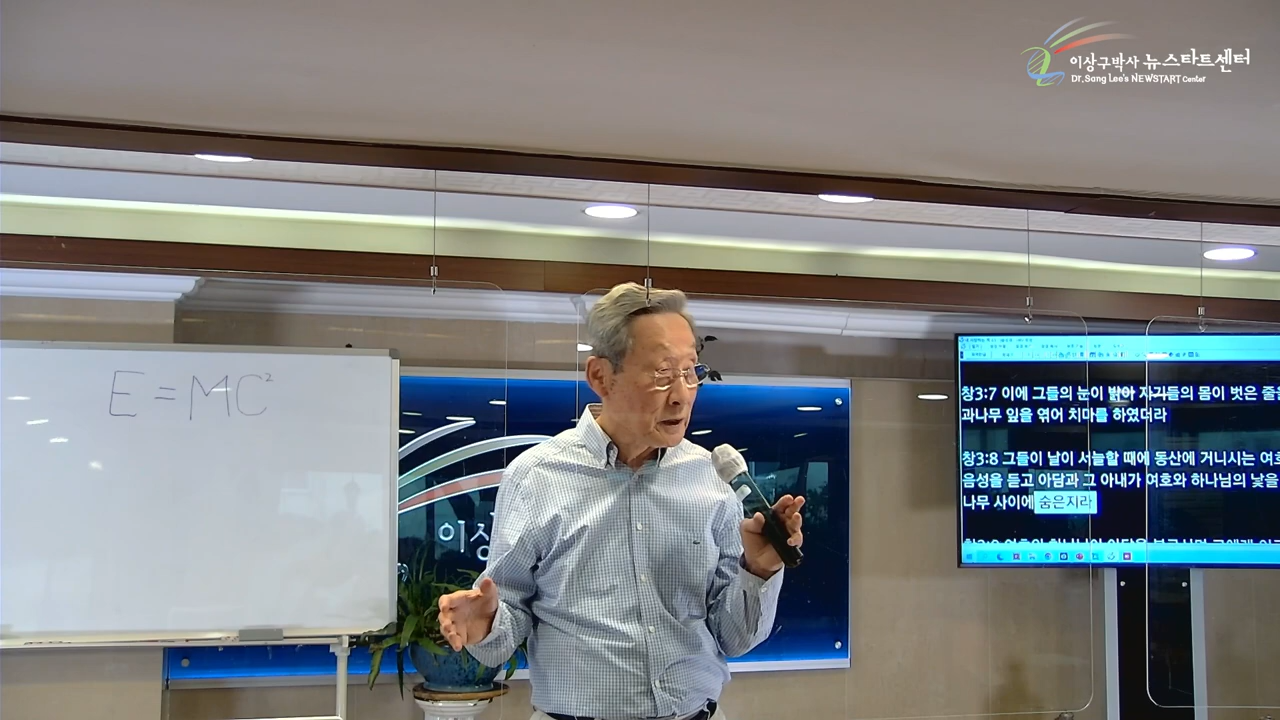 이상구박사 뉴스타트센터
Dr. Sang Lee's NEWSTART Center
E=MC²
창3:7 이에 그들의 눈이 밝아 자기들의 몸이 벗은 줄을
과나무 잎을 엮어 치마를 하였더라
창3:8 그들이 날이 서늘할 때에 동산에 거니시는 여호
음성을 듣고 아담과 그 아내가 여호와 하나님의 낯을
나무 사이에 숨은지라
이상